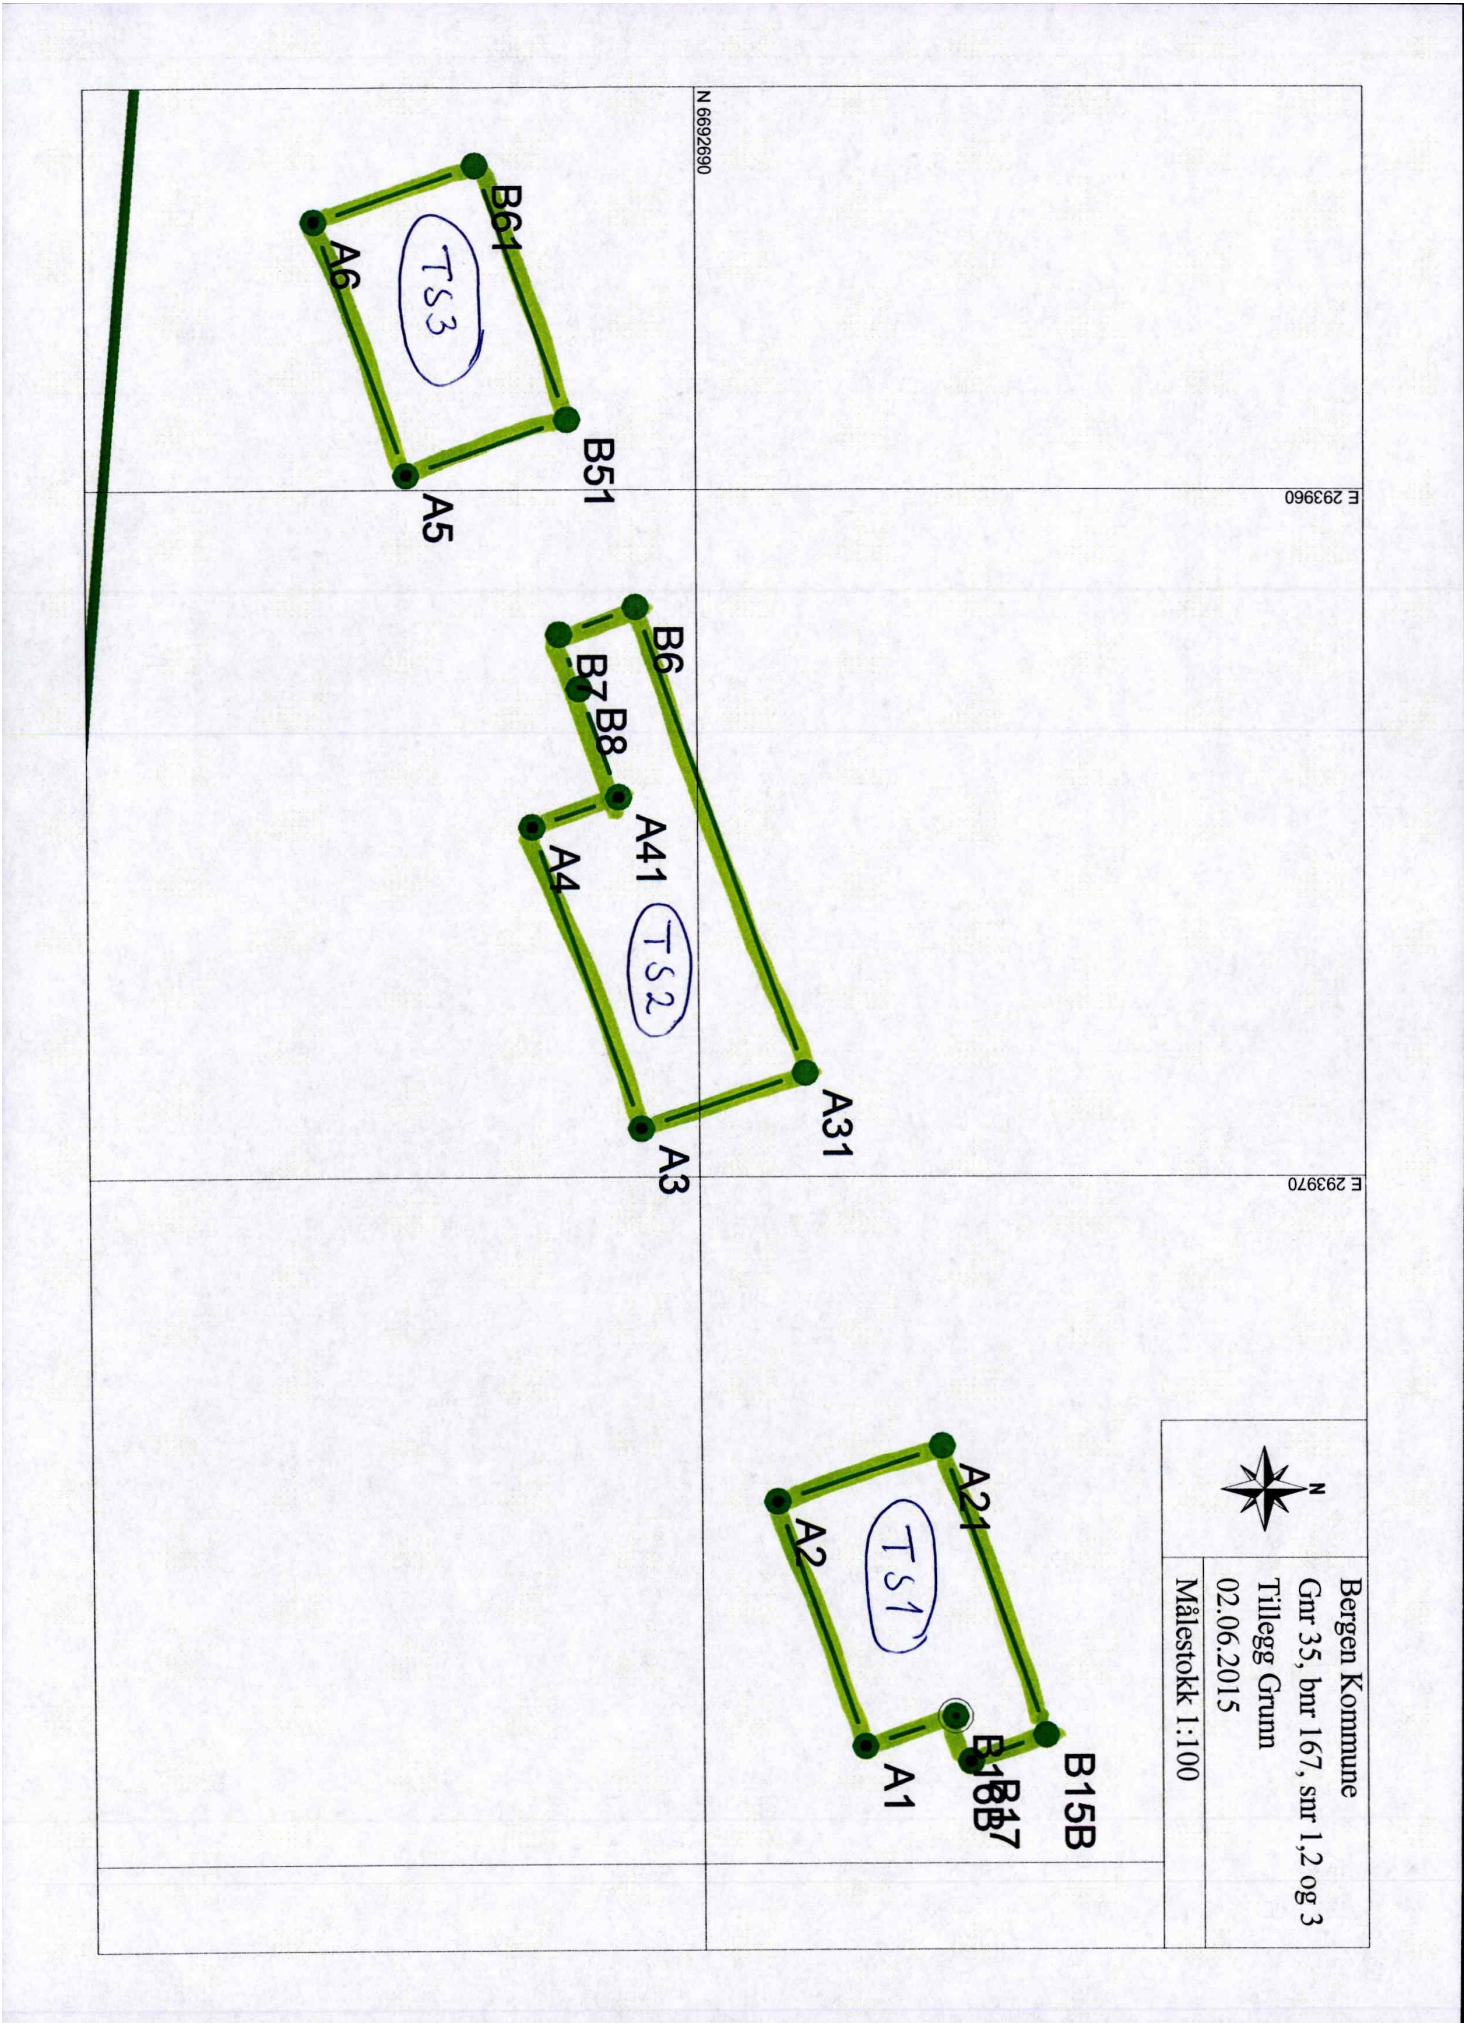 Bergen Kommune
Gnr 35, bnr 167, snr 1,2 og 3
Tillegg Grunn
02.06.2015
Målestokk 1:100
N
E 293960
E 293970
N 6692690
B61
A6
TS3
B51
A5
B6
B7
B8
A41
A4
TS2
A31
A3
A21
A2
TS1
B15B
B16B
B17
A1